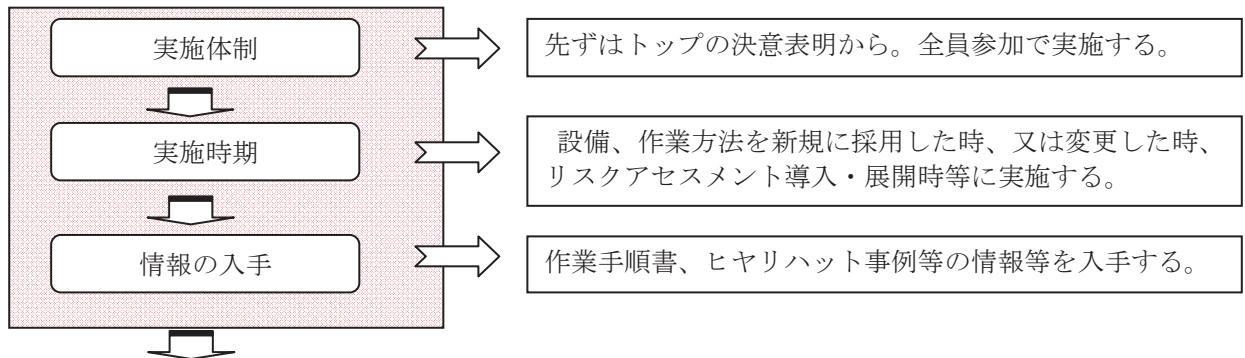 実施体制
先ずはトップの決意表明から。全員参加で実施する。
実施時期
設備、作業方法を新規に採用した時、又は変更した時、
リスクアセスメント導入・展開時等に実施する。
情報の入手
作業手順書、ヒヤリハット事例等の情報等を入手する。